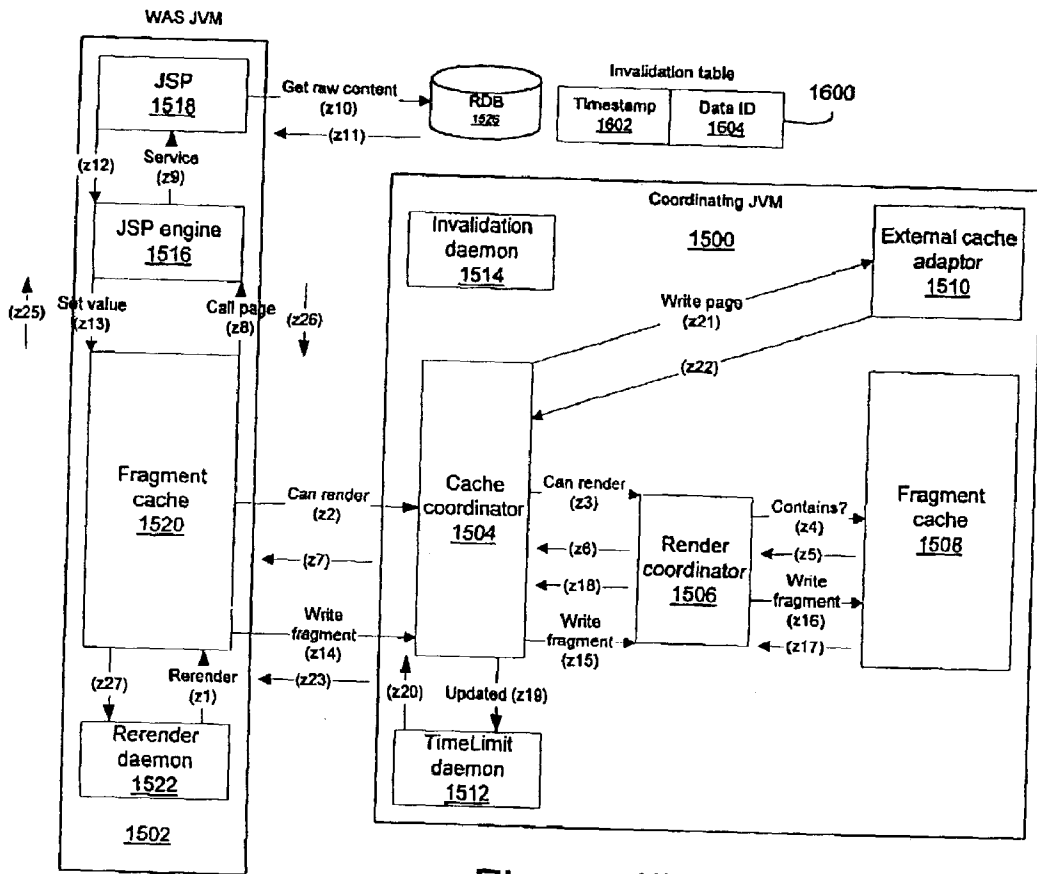 WAS JVM
JSP
1518
Get raw content
(z10)
(z11)
RDB
1526
Invalidation table
Timestamp
1602
Data ID
1604
1600
(z12)
Service
(z9)
JSP engine
1516
(z25)
Set value
(z13)
Call page
(z8)
(z26)
Coordinating JVM
1500
Invalidation
daemon
1514
External cache
adaptor
1510
Write page
(z21)
(z22)
Fragment
cache
1520
Can render
(z2)
(z7)
Write
fragment
(z14)
(z23)
Cache
coordinator
1504
Can render
(z3)
(z6)
(z18)
Write
fragment
(z15)
Render
coordinator
1506
Contains?
(z4)
(z5)
Write
fragment
(z16)
(z17)
Fragment
cache
1508
(z27)
Rerender
(z1)
(z20)
Updated (z19)
Rerender
daemon
1522
TimeLimit
daemon
1512
1502